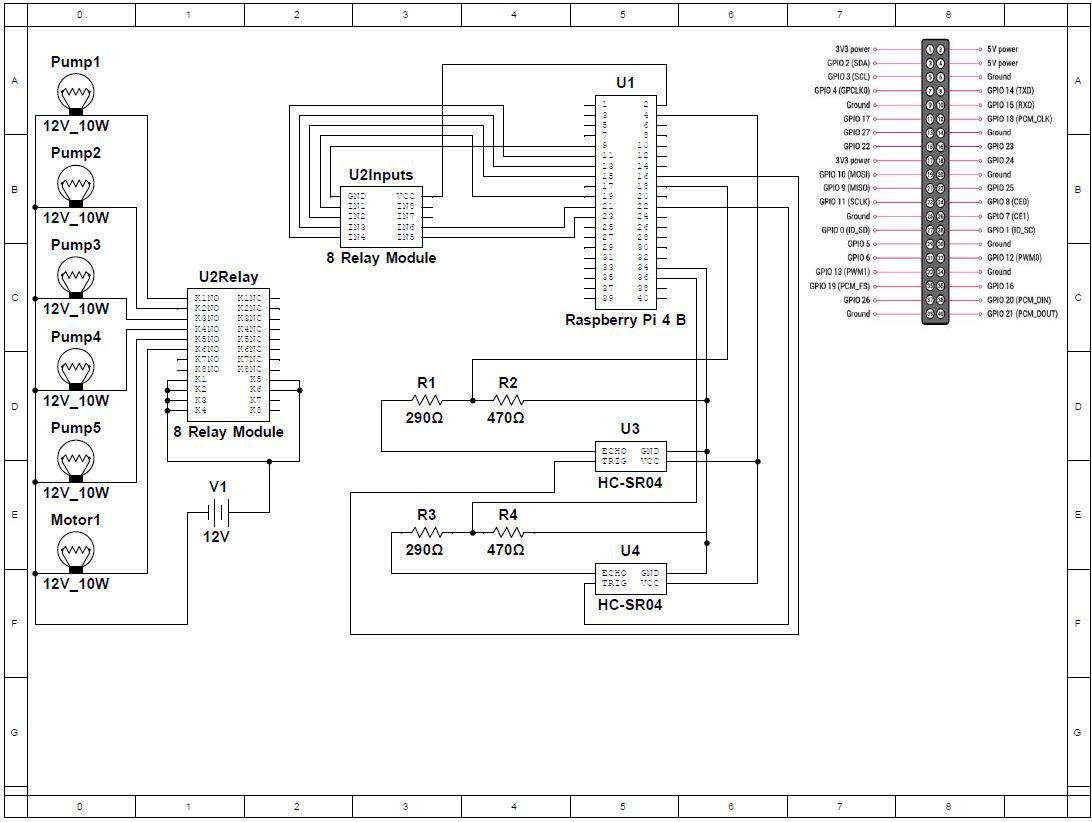 0 1 2 3 4 5 6 7 8
A A
B B
C C
D D
E E
F F
G G
0 1 2 3 4 5 6 7 8
Pump1
12V_10W
Pump2
12V_10W
Pump3
12V_10W
Pump4
12V_10W
Pump5
12V_10W
Motor1
12V_10W
U2Relay
K1NO K1NC
K2NO K2NC
K3NO K3NC
K4NO K4NC
K5NO K5NC
K6NO K6NC
K7NO K7NC
K8NO K8NC
K1 K5
K2 K6
K3 K7
K4 K8
8 Relay Module
V1
12V
U2Inputs
GND VCC
IN1 IN8
IN2 IN7
IN3 IN6
IN4 IN5
8 Relay Module
U1
1 2
3 4
5 6
7 8
9 10
11 12
13 14
15 16
17 18
19 20
21 22
23 24
25 26
27 28
29 30
31 32
33 34
35 36
37 38
39 40
Raspberry Pi 4 B
R1
290Ω
R2
470Ω
U3
ECHO GND
TRIG VCC
HC-SR04
R3
290Ω
R4
470Ω
U4
ECHO GND
TRIG VCC
HC-SR04
3V3 power 1 2 5V power
GPIO 2 (SDA) 3 4 5V power
GPIO 3 (SCL) 5 6 Ground
GPIO 4 (GPCLK0) 7 8 GPIO 14 (TXD)
Ground 9 10 GPIO 15 (RXD)
GPIO 17 11 12 GPIO 18 (PCM_CLK)
GPIO 27 13 14 Ground
GPIO 22 15 16 GPIO 23
3V3 power 17 18 GPIO 24
GPIO 10 (MOSI) 19 20 Ground
GPIO 9 (MISO) 21 22 GPIO 25
GPIO 11 (SCLK) 23 24 GPIO 8 (CE0)
Ground 25 26 GPIO 7 (CE1)
GPIO 0 (ID_SD) 27 28 GPIO 1 (ID_SC)
GPIO 5 29 30 Ground
GPIO 6 31 32 GPIO 12 (PWM0)
GPIO 13 (PWM1) 33 34 Ground
GPIO 19 (PCM_FS) 35 36 GPIO 16
GPIO 26 37 38 GPIO 20 (PCM_DIN)
Ground 39 40 GPIO 21 (PCM_DOUT)